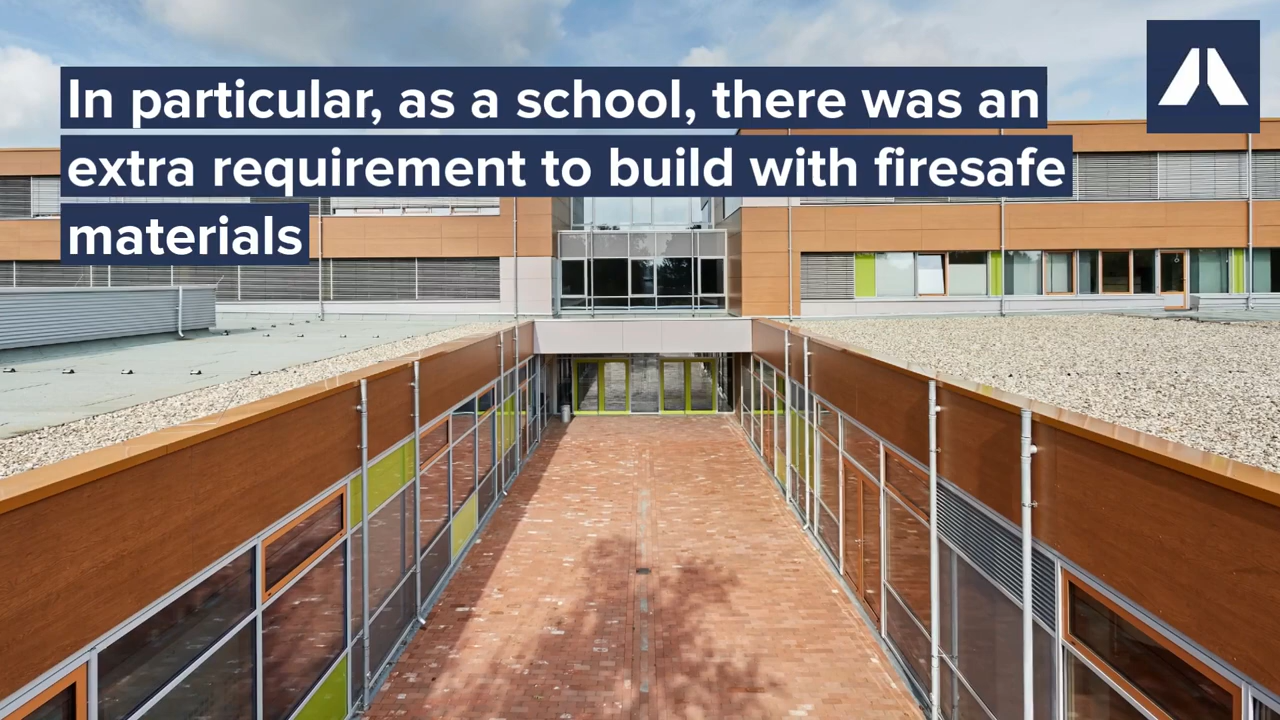 In particular, as a school, there was an
extra requirement to build with firesafe
materials